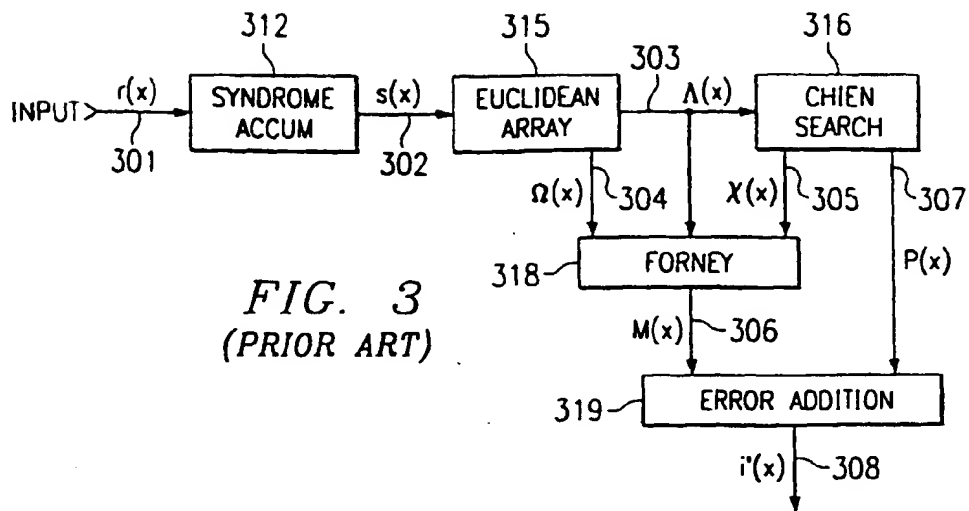 312
315
316
303
INPUT
r(x)
SYNDROME
ACCUM
s(x)
EUCLIDEAN
ARRAY
Λ(x)
CHIEN
SEARCH
301
302
Ω(x)
304
χ(x)
305
307
318
FORNEY
P(x)
FIG. 3
(PRIOR ART)
M(x)
306
319
ERROR ADDITION
i'(x)
308